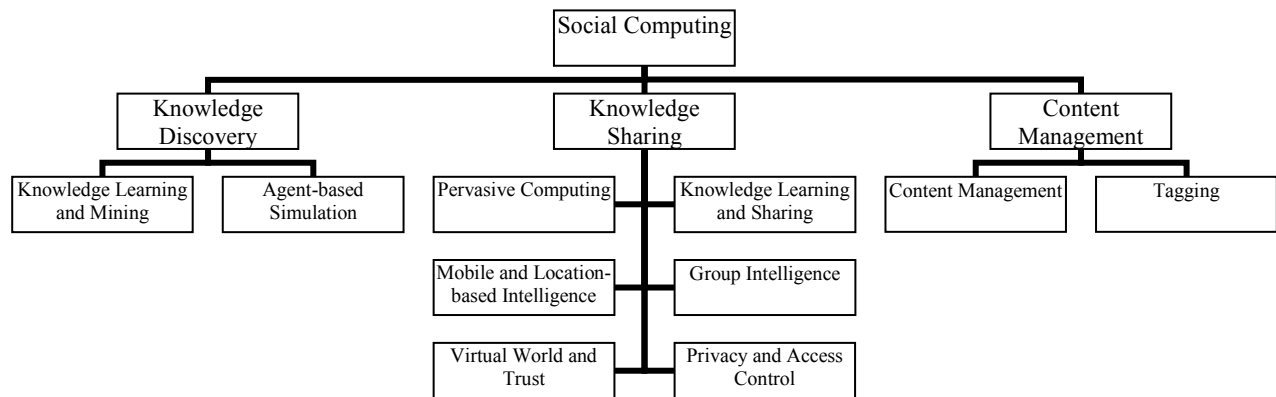 Social Computing
Knowledge
Discovery
Knowledge
Sharing
Content
Management
Knowledge Learning
and Mining
Agent-based
Simulation
Pervasive Computing
Knowledge Learning
and Sharing
Content Management
Tagging
Mobile and Location-
based Intelligence
Group Intelligence
Virtual World and
Trust
Privacy and Access
Control